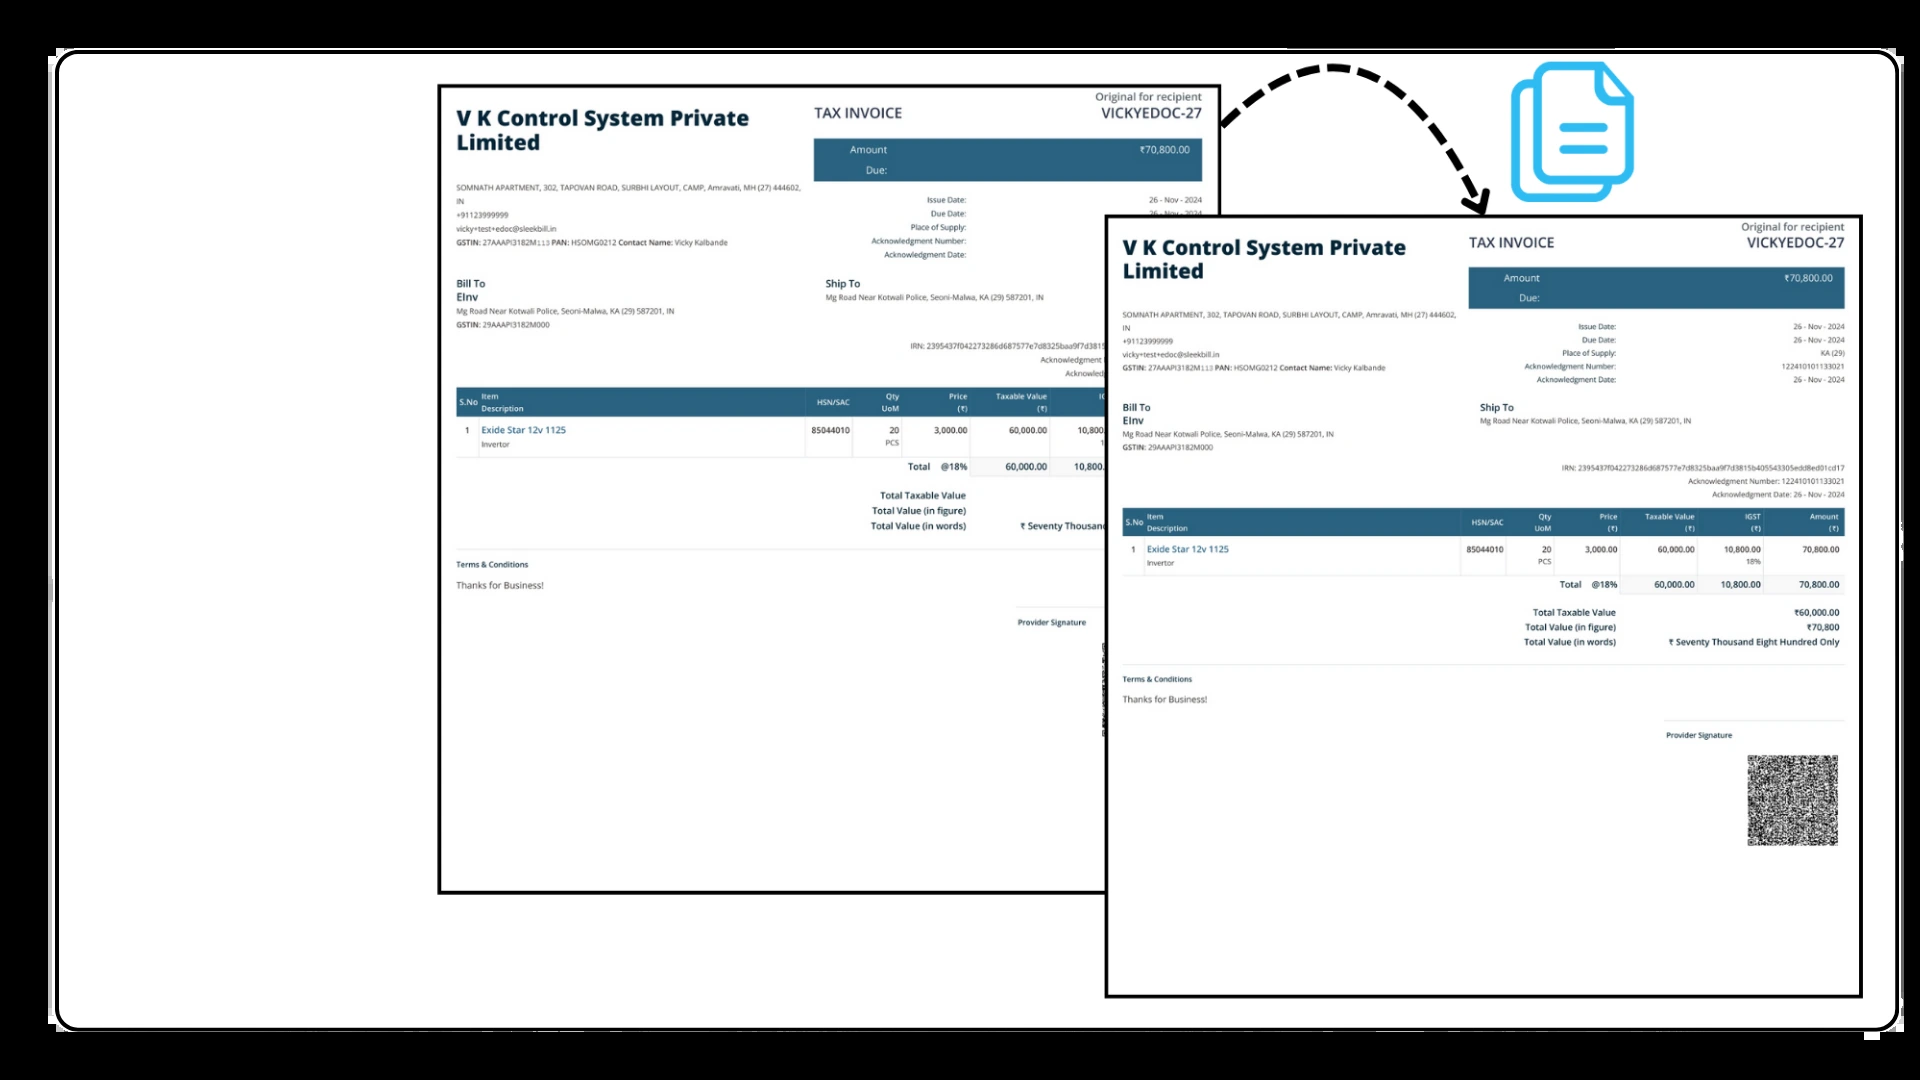 V K Control System Private
Limited
TAX INVOICE
Original for recipient
VICKYEDOC-27
Amount
Due:
₹70,800.00
SOMNATH APARTMENT, 302, TAPOVAN ROAD, SURBHI LAYOUT, CAMP, Amravati, MH (27) 444602,
IN
+91123999999
vicky+test+edoc@sleekbill.in
GSTIN: 27AAAPI3182M113 PAN: HSOMG0212 Contact Name: Vicky Kalbande
Issue Date: 26 - Nov - 2024
Due Date: 26 - Nov - 2024
Place of Supply:
Acknowledgment Number:
Acknowledgment Date:
Bill To
EInv
Mg Road Near Kotwali Police, Seoni-Malwa, KA (29) 587201, IN
GSTIN: 29AAAPI3182M000
Ship To
Mg Road Near Kotwali Police, Seoni-Malwa, KA (29) 587201, IN
IRN: 2395437f042273286d687577e7d8325baa9f7d3815
Acknowledgment
Acknowled
S.No Item Description HSN/SAC Qty UoM Price (₹) Taxable Value (₹)
1 Exide Star 12v 1125 85044010 20 3,000.00 60,000.00 10,800.
Invertor PCS
Total @18% 60,000.00 10,800.
Total Taxable Value
Total Value (in figure)
Total Value (in words) ₹ Seventy Thousand
Terms & Conditions
Thanks for Business!
Provider Signature
V K Control System Private
Limited
TAX INVOICE
Original for recipient
VICKYEDOC-27
Amount
Due:
₹70,800.00
SOMNATH APARTMENT, 302, TAPOVAN ROAD, SURBHI LAYOUT, CAMP, Amravati, MH (27) 444602,
IN
+91123999999
vicky+test+edoc@sleekbill.in
GSTIN: 27AAAPI3182M113 PAN: HSOMG0212 Contact Name: Vicky Kalbande
Issue Date: 26 - Nov - 2024
Due Date: 26 - Nov - 2024
Place of Supply: KA (29)
Acknowledgment Number: 122410101133021
Acknowledgment Date: 26 - Nov - 2024
Bill To
EInv
Mg Road Near Kotwali Police, Seoni-Malwa, KA (29) 587201, IN
GSTIN: 29AAAPI3182M000
Ship To
Mg Road Near Kotwali Police, Seoni-Malwa, KA (29) 587201, IN
IRN: 2395437f042273286d687577e7d8325baa9f7d3815b405543305edd8ed01cd17
Acknowledgment Number: 122410101133021
Acknowledgment Date: 26 - Nov - 2024
S.No Item Description HSN/SAC Qty UoM Price (₹) Taxable Value (₹) IGST (₹) Amount (₹)
1 Exide Star 12v 1125 85044010 20 3,000.00 60,000.00 10,800.00 70,800.00
Invertor PCS 18%
Total @18% 60,000.00 10,800.00 70,800.00
Total Taxable Value ₹60,000.00
Total Value (in figure) ₹70,800
Total Value (in words) ₹ Seventy Thousand Eight Hundred Only
Terms & Conditions
Thanks for Business!
Provider Signature